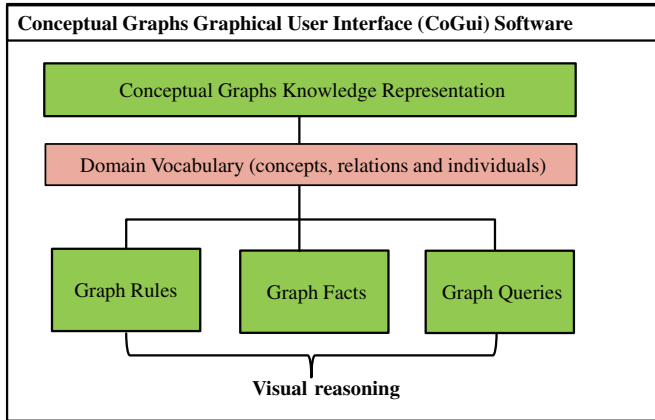 Conceptual Graphs Graphical User Interface (CoGui) Software
Conceptual Graphs Knowledge Representation
Domain Vocabulary (concepts, relations and individuals)
Graph Rules
Graph Facts
Graph Queries
Visual reasoning